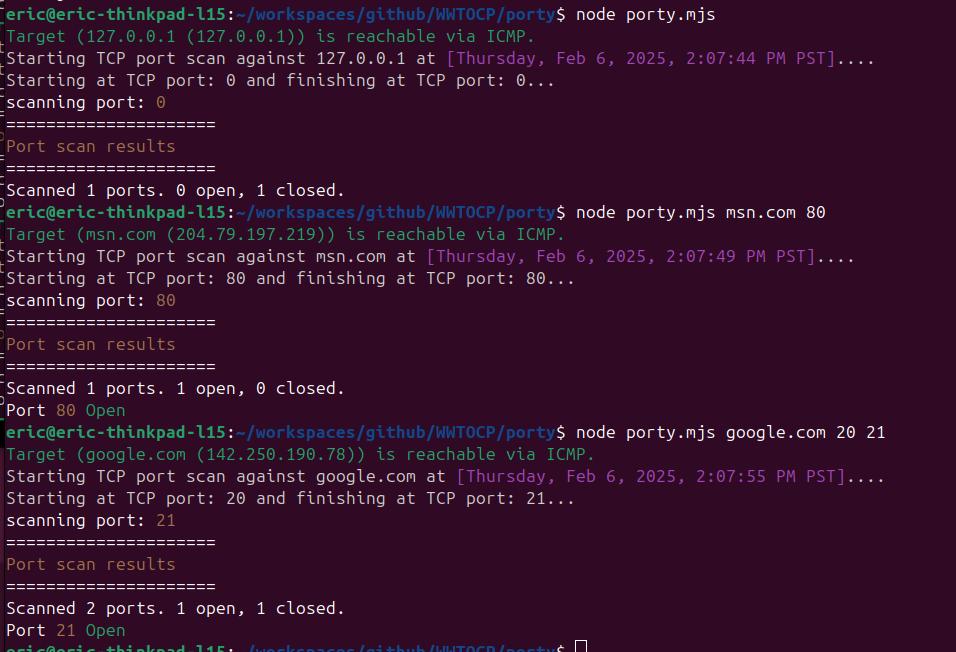 eric@eric-thinkpad-l15:~/workspaces/github/WWTOCP/porty$ node porty.mjs
Target (127.0.0.1 (127.0.0.1)) is reachable via ICMP.
Starting TCP port scan against 127.0.0.1 at [Thursday, Feb 6, 2025, 2:07:44 PM PST]....
Starting at TCP port: 0 and finishing at TCP port: 0...
scanning port: 0
=====================
Port scan results
=====================
Scanned 1 ports. 0 open, 1 closed.
eric@eric-thinkpad-l15:~/workspaces/github/WWTOCP/porty$ node porty.mjs msn.com 80
Target (msn.com (204.79.197.219)) is reachable via ICMP.
Starting TCP port scan against msn.com at [Thursday, Feb 6, 2025, 2:07:49 PM PST]....
Starting at TCP port: 80 and finishing at TCP port: 80...
scanning port: 80
=====================
Port scan results
=====================
Scanned 1 ports. 1 open, 0 closed.
Port 80 Open
eric@eric-thinkpad-l15:~/workspaces/github/WWTOCP/porty$ node porty.mjs google.com 20 21
Target (google.com (142.250.190.78)) is reachable via ICMP.
Starting TCP port scan against google.com at [Thursday, Feb 6, 2025, 2:07:55 PM PST]....
Starting at TCP port: 20 and finishing at TCP port: 21...
scanning port: 21
=====================
Port scan results
=====================
Scanned 2 ports. 1 open, 1 closed.
Port 21 Open
eric@eric-thinkpad-l15:~/workspaces/github/WWTOCP/porty$